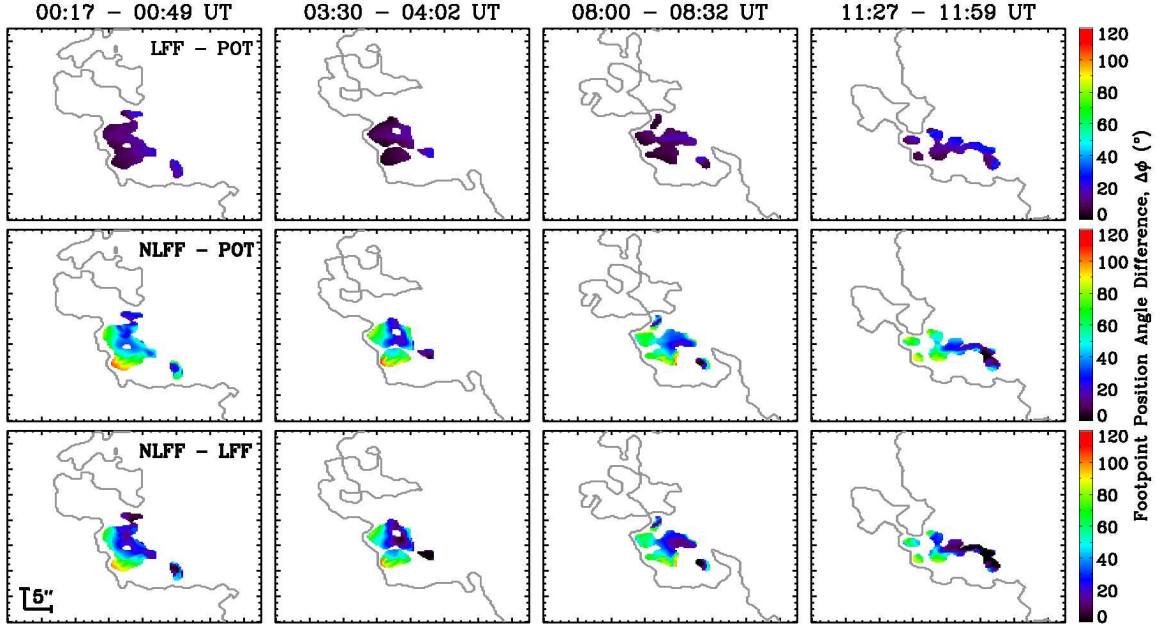 00:17 – 00:49 UT
03:30 – 04:02 UT
08:00 – 08:32 UT
11:27 – 11:59 UT
LFF – POT
120
100
80
60
40
20
0
NLFF – POT
120
100
80
60
40
20
0
NLFF – LFF
5"
120
100
80
60
40
20
0
Footpoint Position Angle Difference, Δϕ (°)